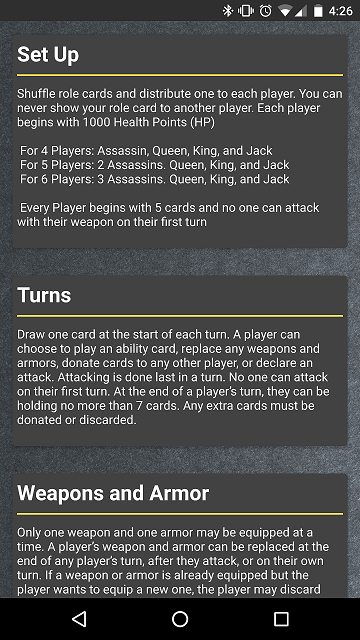 4:26
Set Up
Shuffle role cards and distribute one to each player. You can
never show your role card to another player. Each player
begins with 1000 Health Points (HP)
For 4 Players: Assassin, Queen, King, and Jack
For 5 Players: 2 Assassins. Queen, King, and Jack
For 6 Players: 3 Assassins. Queen, King, and Jack
Every Player begins with 5 cards and no one can attack
with their weapon on their first turn
Turns
Draw one card at the start of each turn. A player can
choose to play an ability card, replace any weapons and
armors, donate cards to any other player, or declare an
attack. Attacking is done last in a turn. No one can attack
on their first turn. At the end of a player's turn, they can be
holding no more than 7 cards. Any extra cards must be
donated or discarded.
Weapons and Armor
Only one weapon and one armor may be equipped at a
time. A player's weapon and armor can be replaced at the
end of any player's turn, after they attack, or on their own
turn. If a weapon or armor is already equipped but the
player wants to equip a new one, the player may discard